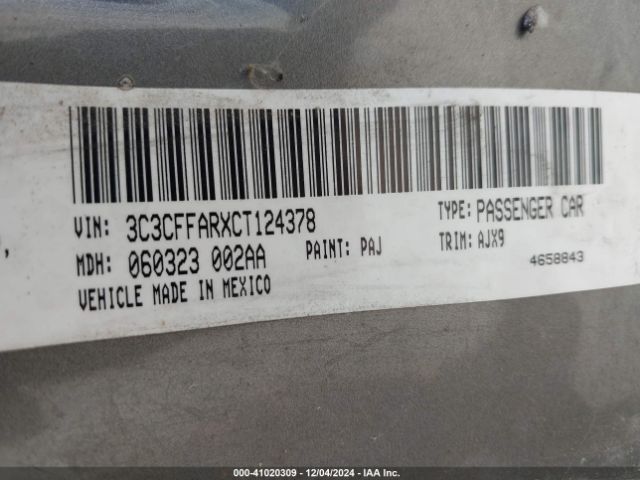 VIN: 3C3CFFARXCT124378 TYPE: PASSENGER CAR
MDH: 060323 002AA PAINT: PAJ TRIM: AJX9
VEHICLE MADE IN MEXICO 4658843
000-41020309 - 12/04/2024 - IAA Inc.